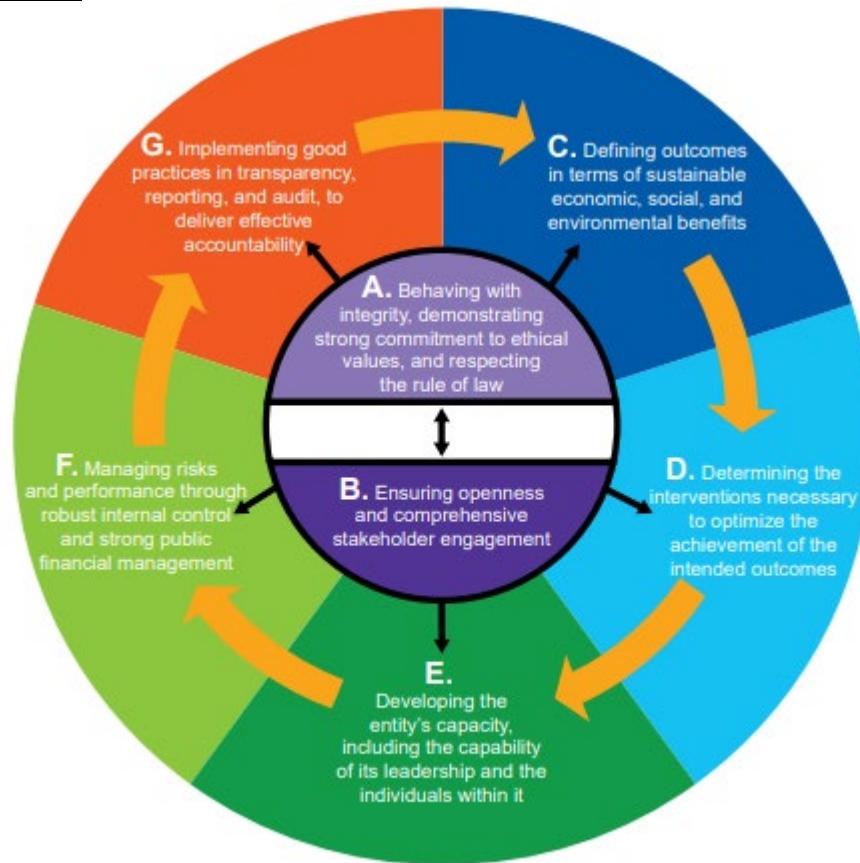 G. Implementing good
practices in transparency,
reporting, and audit, to
deliver effective
accountability
C. Defining outcomes
in terms of sustainable
economic, social, and
environmental benefits
A. Behaving with
integrity, demonstrating
strong commitment to ethical
values, and respecting
the rule of law
F. Managing risks
and performance through
robust internal control
and strong public
financial management
B. Ensuring openness
and comprehensive
stakeholder engagement
D. Determining the
interventions necessary
to optimize the
achievement of the
intended outcomes
E.
Developing the
entity's capacity,
including the capability
of its leadership and the
individuals within it